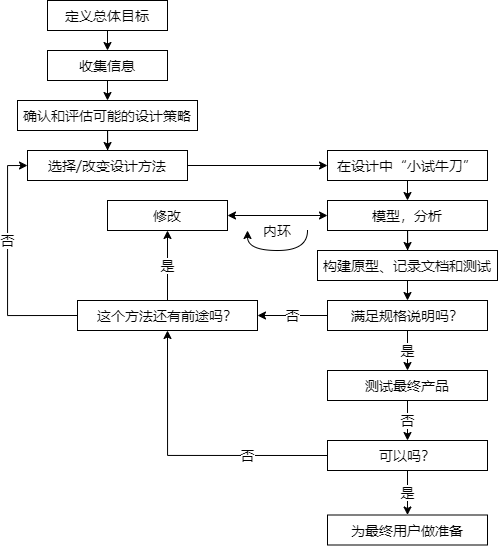 定义总体目标
收集信息
确认和评估可能的设计策略
选择/改变设计方法
在设计中“小试牛刀”
修改
内环
模型，分析
否
是
构建原型、记录文档和测试
这个方法还有前途吗？
否
满足规格说明吗？
是
测试最终产品
否
否
可以吗？
是
为最终用户做准备